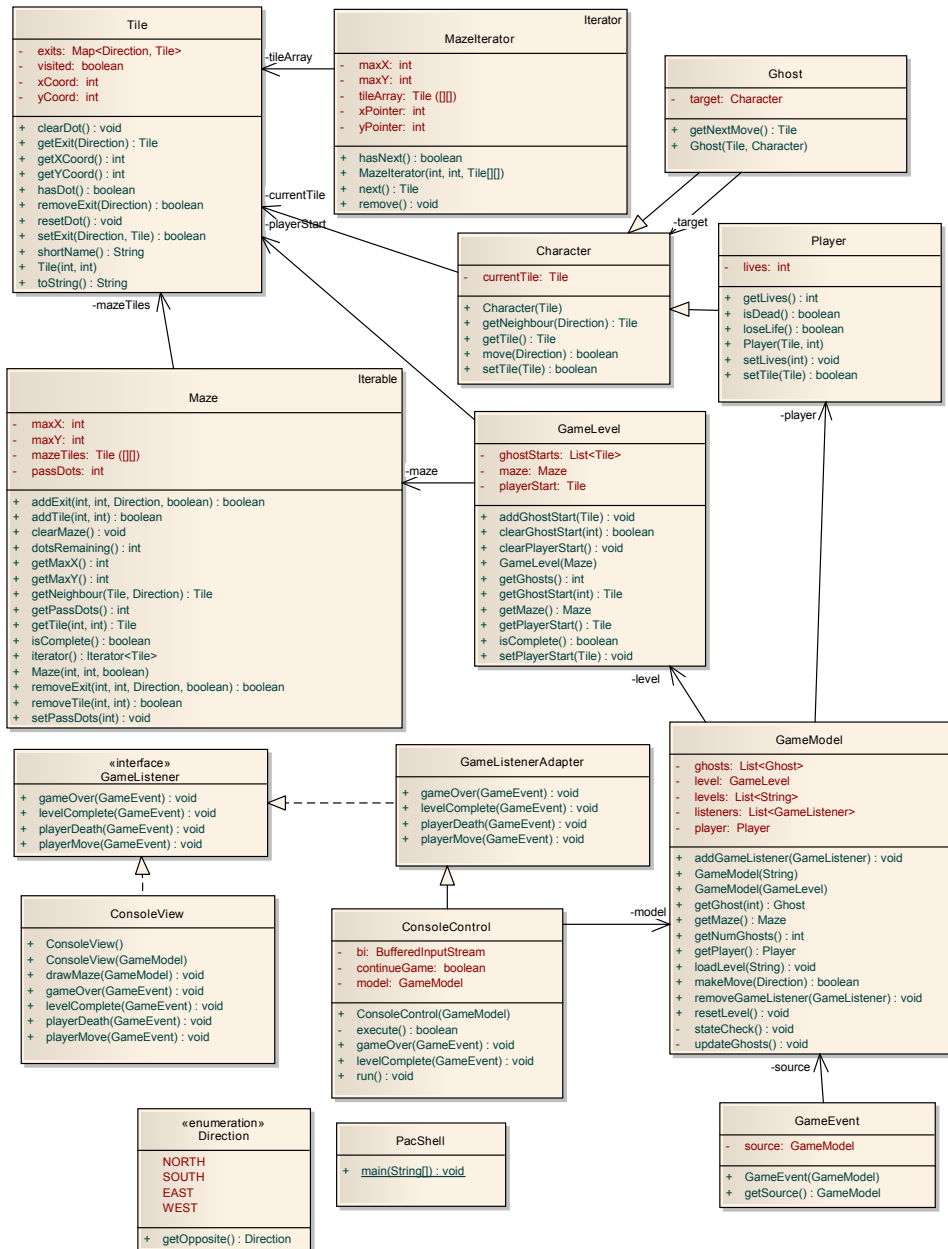 Tile
- exits: Map<Direction, Tile>
- visited: boolean
- xCoord: int
- yCoord: int
+ clearDot() : void
+ getExit(Direction) : Tile
+ getXCoord() : int
+ getYCoord() : int
+ hasDot() : boolean
+ removeExit(Direction) : boolean
+ resetDot() : void
+ setExit(Direction, Tile) : boolean
+ shortName() : String
+ Tile(int, int)
+ toString() : String
-tileArray
Iterator
MazeIterator
- maxX: int
- maxY: int
- tileArray: Tile ([][])
- xPointer: int
- yPointer: int
+ hasNext() : boolean
+ MazeIterator(int, int, Tile[][])
+ next() : Tile
+ remove() : void
Ghost
- target: Character
+ getNextMove() : Tile
+ Ghost(Tile, Character)
-currentTile
-playerStart
-target
Character
- currentTile: Tile
+ Character(Tile)
+ getNeighbour(Direction) : Tile
+ getTile() : Tile
+ move(Direction) : boolean
+ setTile(Tile) : boolean
Player
- lives: int
+ getLives() : int
+ isDead() : boolean
+ loseLife() : boolean
+ Player(Tile, int)
+ setLives(int) : void
+ setTile(Tile) : boolean
-mazeTiles
Iterable
Maze
- maxX: int
- maxY: int
- mazeTiles: Tile ([][])
- passDots: int
+ addExit(int, int, Direction, boolean) : boolean
+ addTile(int, int) : boolean
+ clearMaze() : void
+ dotsRemaining() : int
+ getMaxX() : int
+ getMaxY() : int
+ getNeighbour(Tile, Direction) : Tile
+ getPassDots() : int
+ getTile(int, int) : Tile
+ isComplete() : boolean
+ iterator() : Iterator<Tile>
+ Maze(int, int, boolean)
+ removeExit(int, int, Direction, boolean) : boolean
+ removeTile(int, int) : boolean
+ setPassDots(int) : void
-maze
GameLevel
- ghostStarts: List<Tile>
- maze: Maze
- playerStart: Tile
+ addGhostStart(Tile) : void
+ clearGhostStart(int) : boolean
+ clearPlayerStart() : void
+ GameLevel(Maze)
+ getGhosts() : int
+ getGhostStart(int) : Tile
+ getMaze() : Maze
+ getPlayerStart() : Tile
+ isComplete() : boolean
+ setPlayerStart(Tile) : void
-player
-level
«interface»
GameListener
+ gameOver(GameEvent) : void
+ levelComplete(GameEvent) : void
+ playerDeath(GameEvent) : void
+ playerMove(GameEvent) : void
GameListenerAdapter
+ gameOver(GameEvent) : void
+ levelComplete(GameEvent) : void
+ playerDeath(GameEvent) : void
+ playerMove(GameEvent) : void
GameModel
- ghosts: List<Ghost>
- level: GameLevel
- levels: List<String>
- listeners: List<GameListener>
- player: Player
+ addGameListener(GameListener) : void
+ GameModel(String)
+ GameModel(GameLevel)
+ getGhost(int) : Ghost
+ getMaze() : Maze
+ getNumGhosts() : int
+ getPlayer() : Player
+ loadLevel(String) : void
+ makeMove(Direction) : boolean
+ removeGameListener(GameListener) : void
+ resetLevel() : void
- stateCheck() : void
- updateGhosts() : void
ConsoleView
+ ConsoleView()
+ ConsoleView(GameModel)
+ drawMaze(GameModel) : void
+ gameOver(GameEvent) : void
+ levelComplete(GameEvent) : void
+ playerDeath(GameEvent) : void
+ playerMove(GameEvent) : void
ConsoleControl
- bi: BufferedInputStream
- continueGame: boolean
- model: GameModel
+ ConsoleControl(GameModel)
- execute() : boolean
+ gameOver(GameEvent) : void
+ levelComplete(GameEvent) : void
+ run() : void
-model
-source
GameEvent
- source: GameModel
+ GameEvent(GameModel)
+ getSource() : GameModel
«enumeration»
Direction
NORTH
SOUTH
EAST
WEST
+ getOpposite() : Direction
PacShell
+ main(String[]) : void